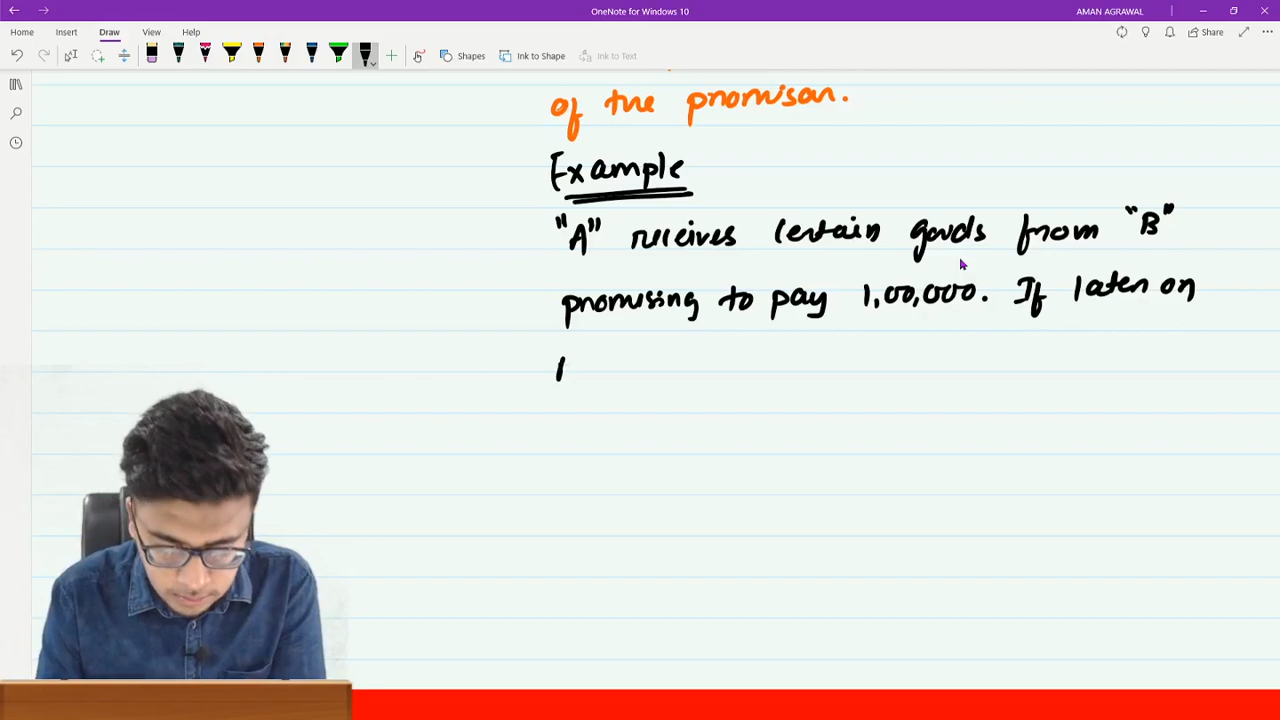 OneNote for Windows 10
AMAN AGRAWAL
Home Insert Draw View Help
Share
Shapes Ink to Shape Ink to Text
of the promisor.
Example
"A" receives certain goods from "B"
promising to pay 1,00,000. If later on